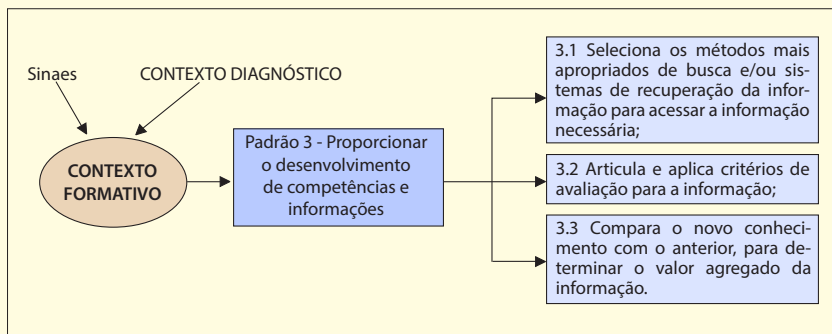 Sinaes
CONTEXTO DIAGNÓSTICO
CONTEXTO
FORMATIVO
Padrão 3 - Proporcionar
o desenvolvimento
de competências e
informações
3.1 Seleciona os métodos mais
apropriados de busca e/ou sis-
temas de recuperação da infor-
mação para acessar a informação
necessária;
3.2 Articula e aplica critérios de
avaliação para a informação;
3.3 Compara o novo conheci-
mento com o anterior, para de-
terminar o valor agregado da
informação.